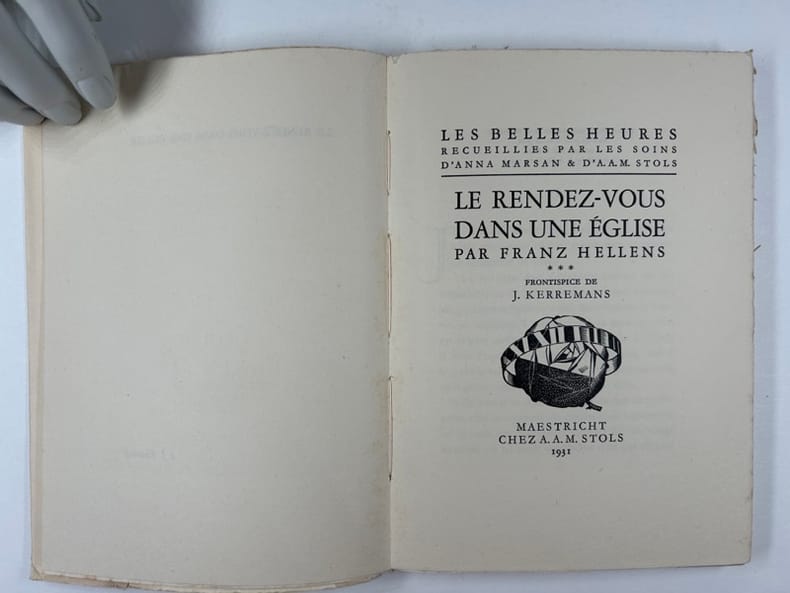 LES BELLES HEURES
RECUEILLIES PAR LES SOINS
D'ANNA MARSAN & D'A.A.M. STOLS
LE RENDEZ-VOUS
DANS UNE ÉGLISE
PAR FRANZ HELLENS
***
FRONTISPICE DE
J. KERREMANS
MAESTRICHT
CHEZ A. A. M. STOLS
1931